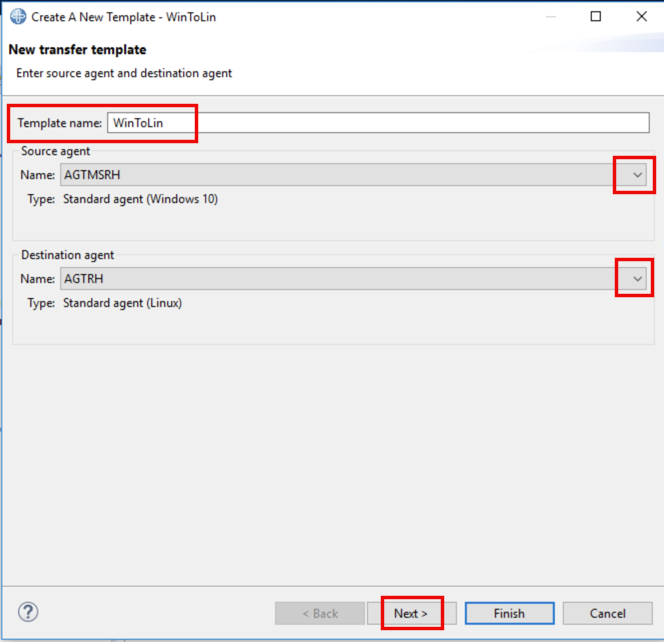 Create A New Template - WinToLin
New transfer template
Enter source agent and destination agent
Template name: WinToLin
Source agent
Name: AGTMSRH
Type: Standard agent (Windows 10)
Destination agent
Name: AGTRH
Type: Standard agent (Linux)
? < Back Next > Finish Cancel